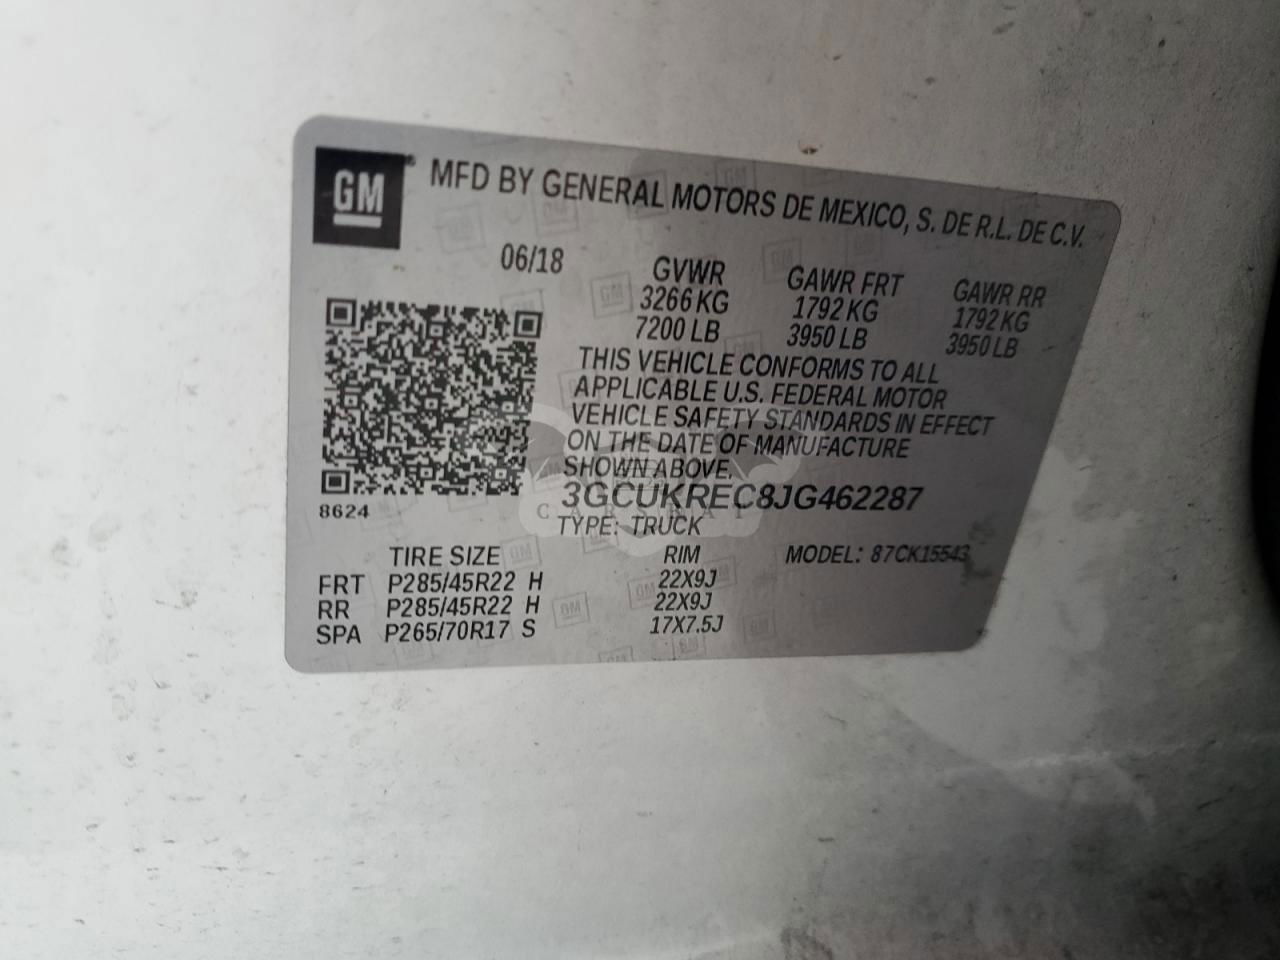 GM
MFD BY GENERAL MOTORS DE MEXICO, S. DE R.L. DE C.V.
06/18
GVWR GAWR FRT GAWR RR
3266 KG 1792 KG 1792 KG
7200 LB 3950 LB 3950 LB
THIS VEHICLE CONFORMS TO ALL
APPLICABLE U.S. FEDERAL MOTOR
VEHICLE SAFETY STANDARDS IN EFFECT
ON THE DATE OF MANUFACTURE
SHOWN ABOVE.
3GCUKREC8JG462287
8624
TYPE: TRUCK
TIRE SIZE RIM MODEL: 87CK15543
FRT P285/45R22 H 22X9J
RR P285/45R22 H 22X9J
SPA P265/70R17 S 17X7.5J